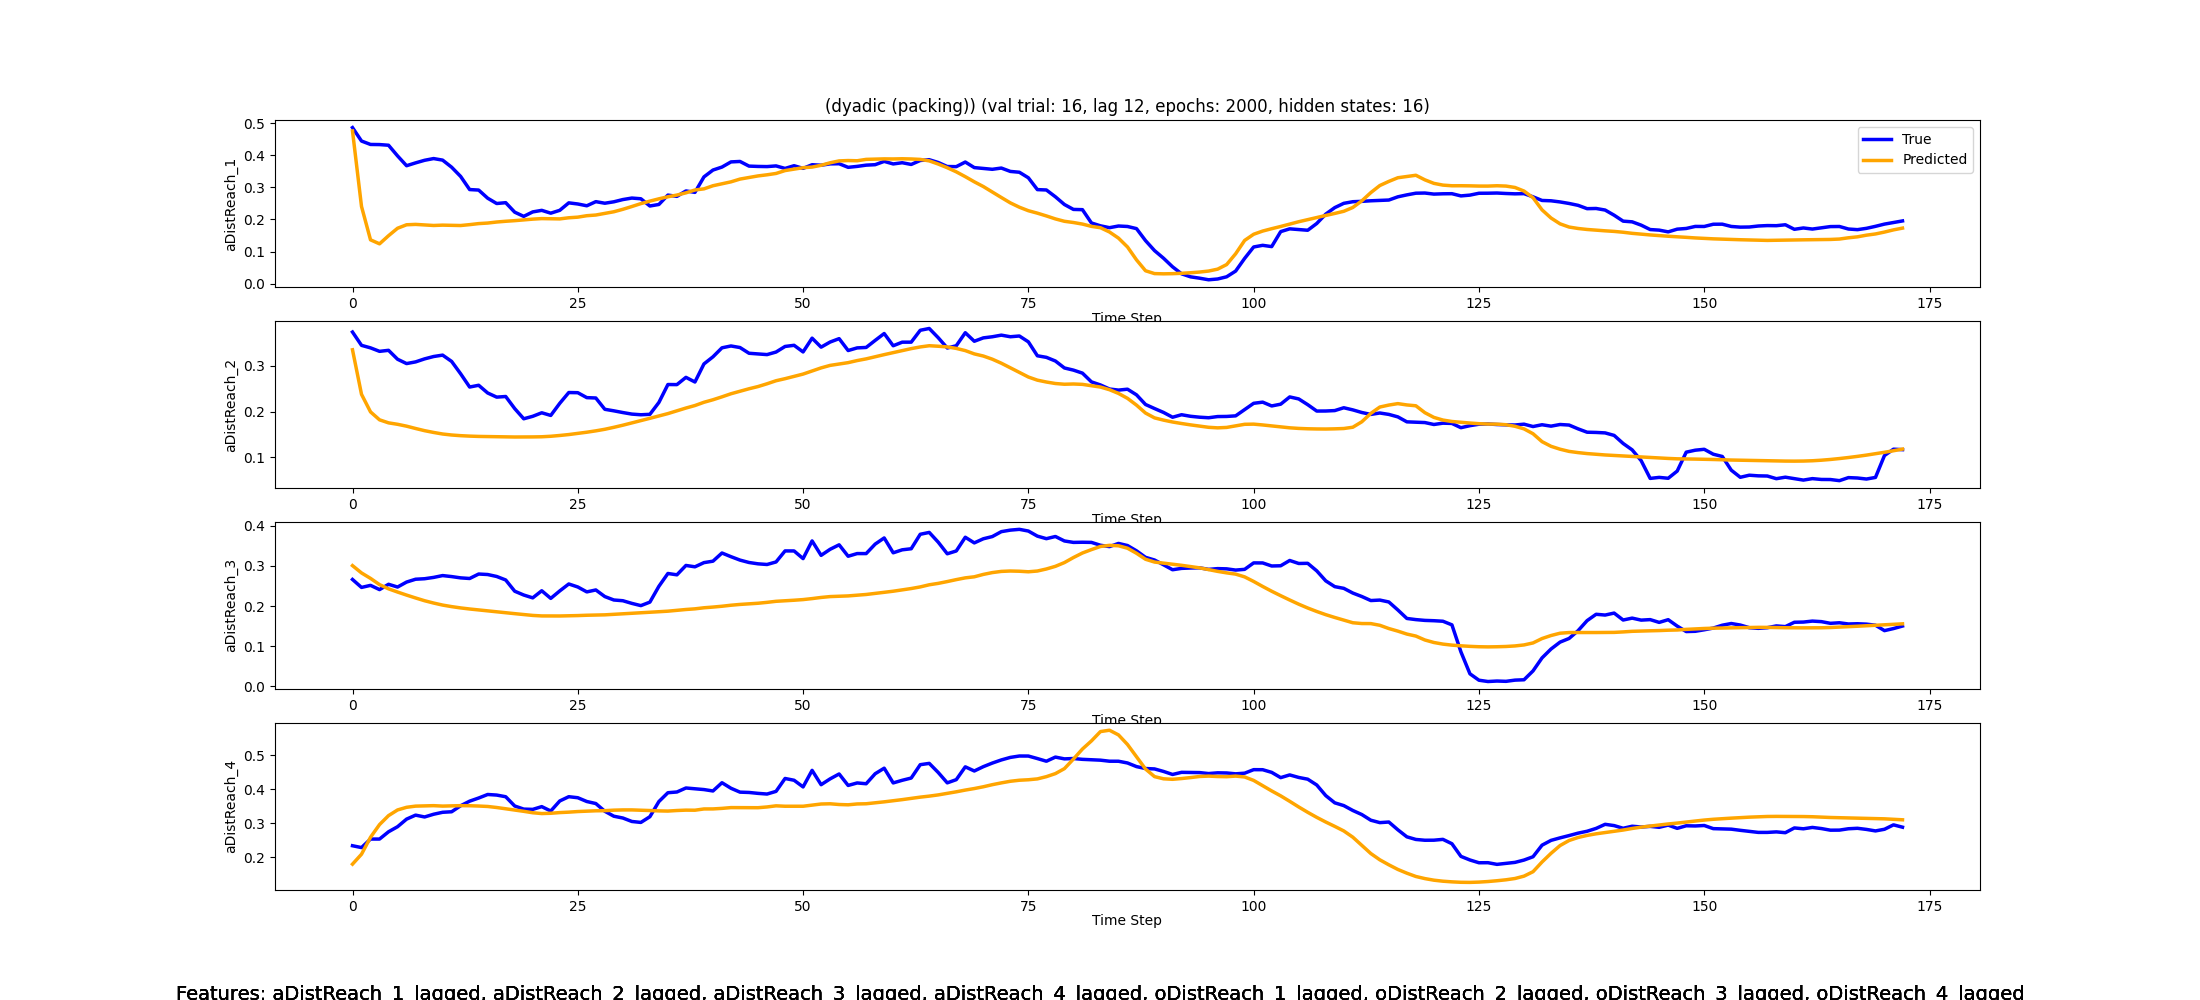 (dyadic (packing)) (val trial: 16, lag 12, epochs: 2000, hidden states: 16)
0.5
0.4
0.3
0.2
0.1
0.0
aDistReach_1
True
Predicted
0 25 50 75 100 125 150 175
Time Step
0.3
0.2
0.1
aDistReach_2
0 25 50 75 100 125 150 175
Time Step
0.4
0.3
0.2
0.1
0.0
aDistReach_3
0 25 50 75 100 125 150 175
Time Step
0.5
0.4
0.3
0.2
aDistReach_4
0 25 50 75 100 125 150 175
Time Step
Features: aDistReach_1_lagged, aDistReach_2_lagged, aDistReach_3_lagged, aDistReach_4_lagged, oDistReach_1_lagged, oDistReach_2_lagged, oDistReach_3_lagged, oDistReach_4_lagged